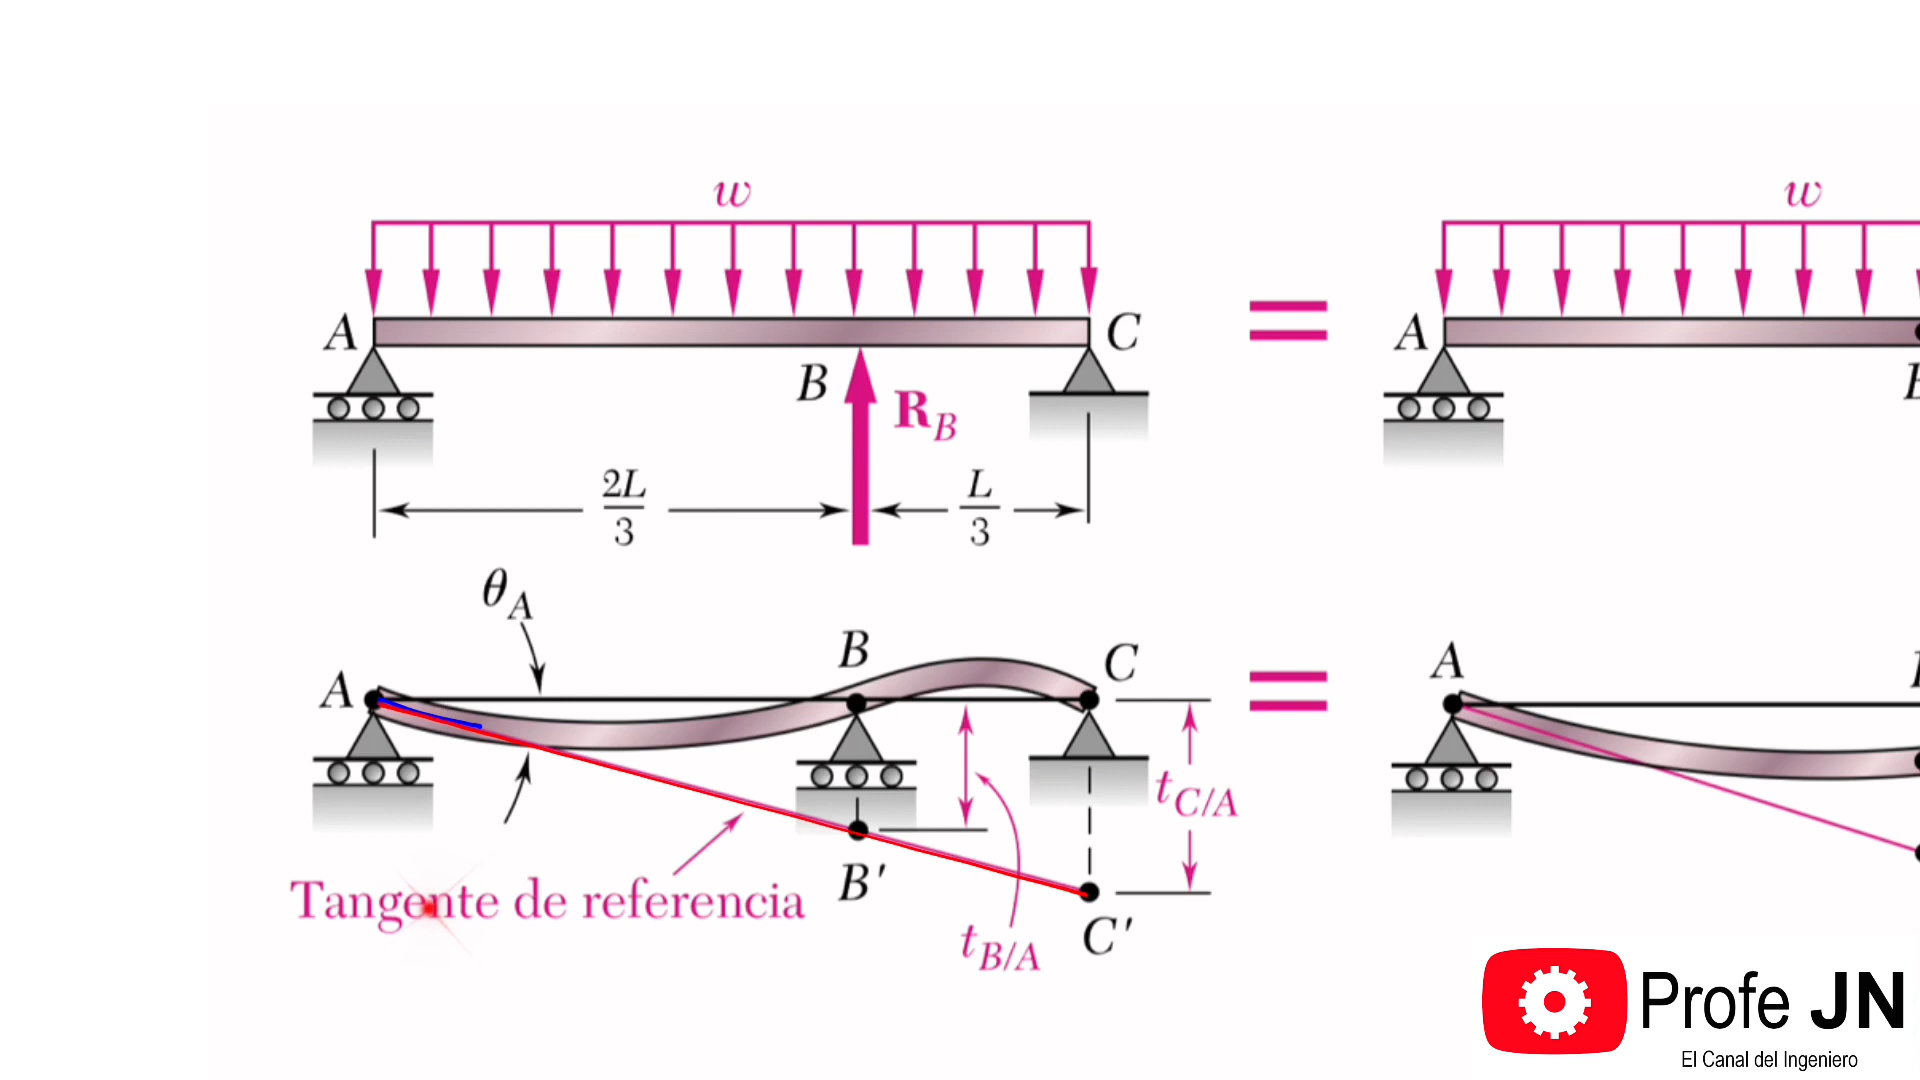 w
w
A
C
A
B
R_B
2L/3
L/3
θ_A
B
C
A
A
t_C/A
Tangente de referencia
B'
C'
t_B/A
Profe JN
El Canal del Ingeniero